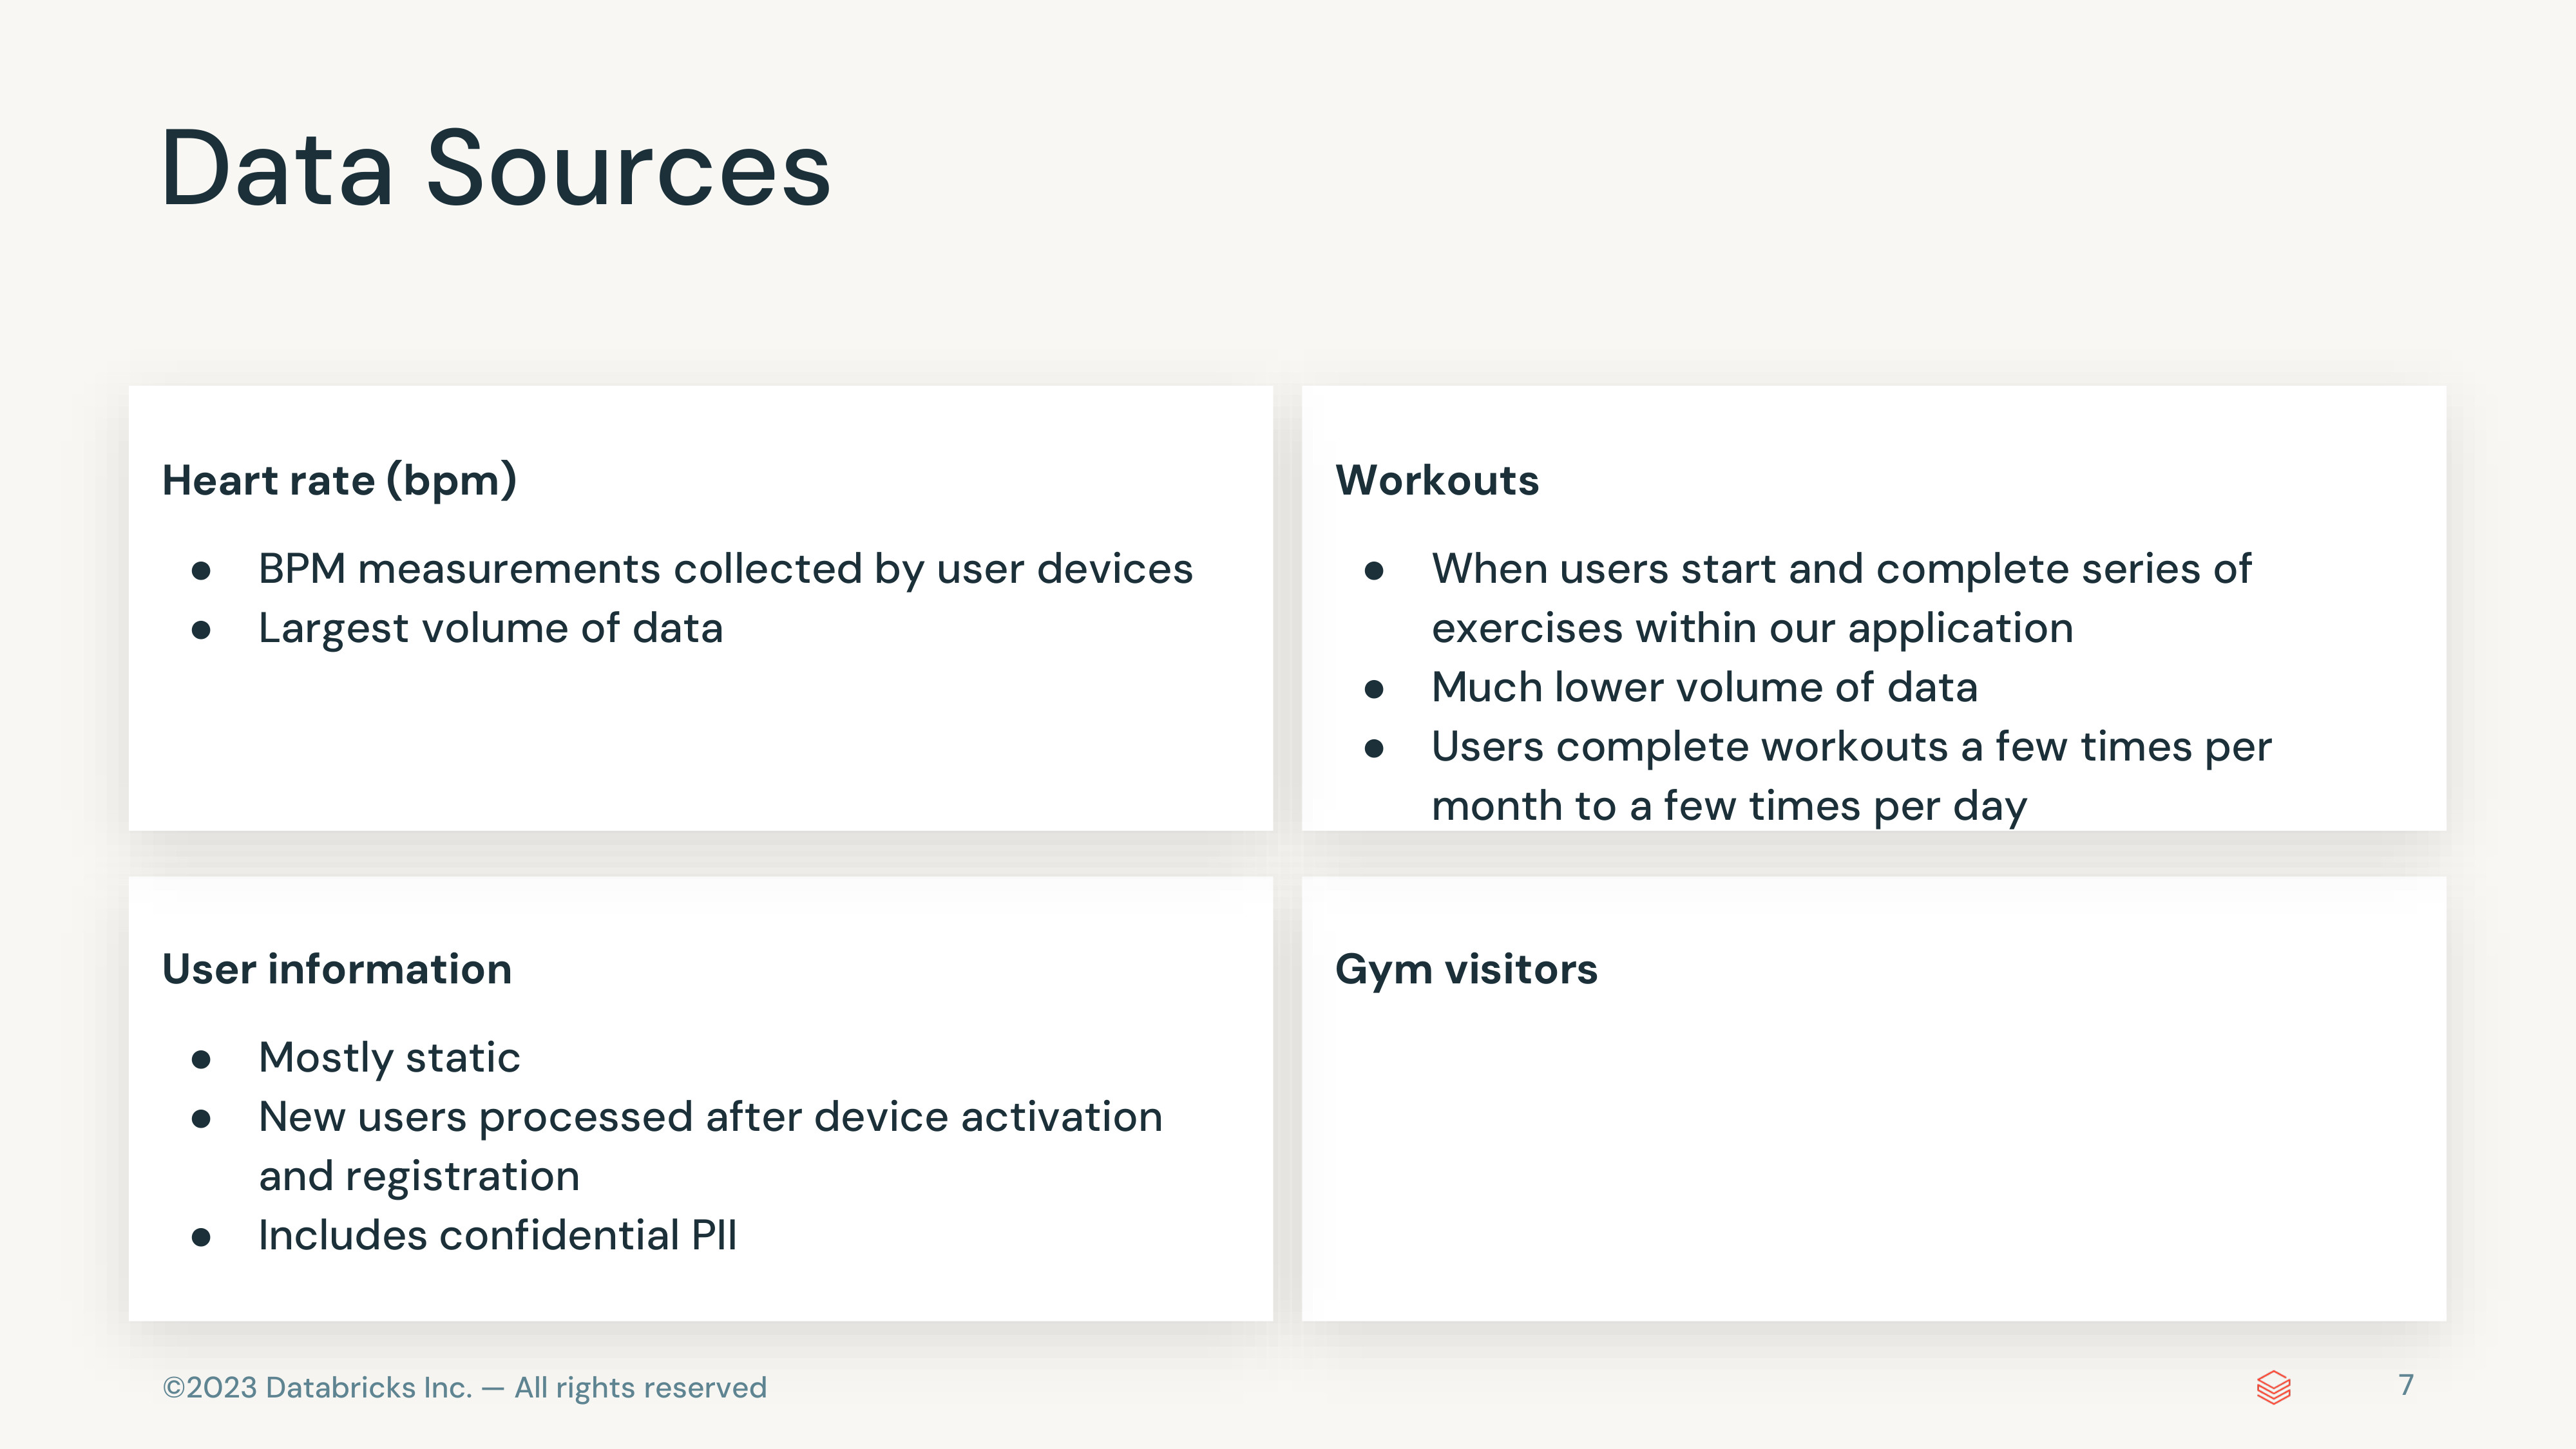 Data Sources
Heart rate (bpm)
● BPM measurements collected by user devices
● Largest volume of data
Workouts
● When users start and complete series of
exercises within our application
● Much lower volume of data
● Users complete workouts a few times per
month to a few times per day
User information
● Mostly static
● New users processed after device activation
and registration
● Includes confidential PII
Gym visitors
©2023 Databricks Inc. — All rights reserved
7